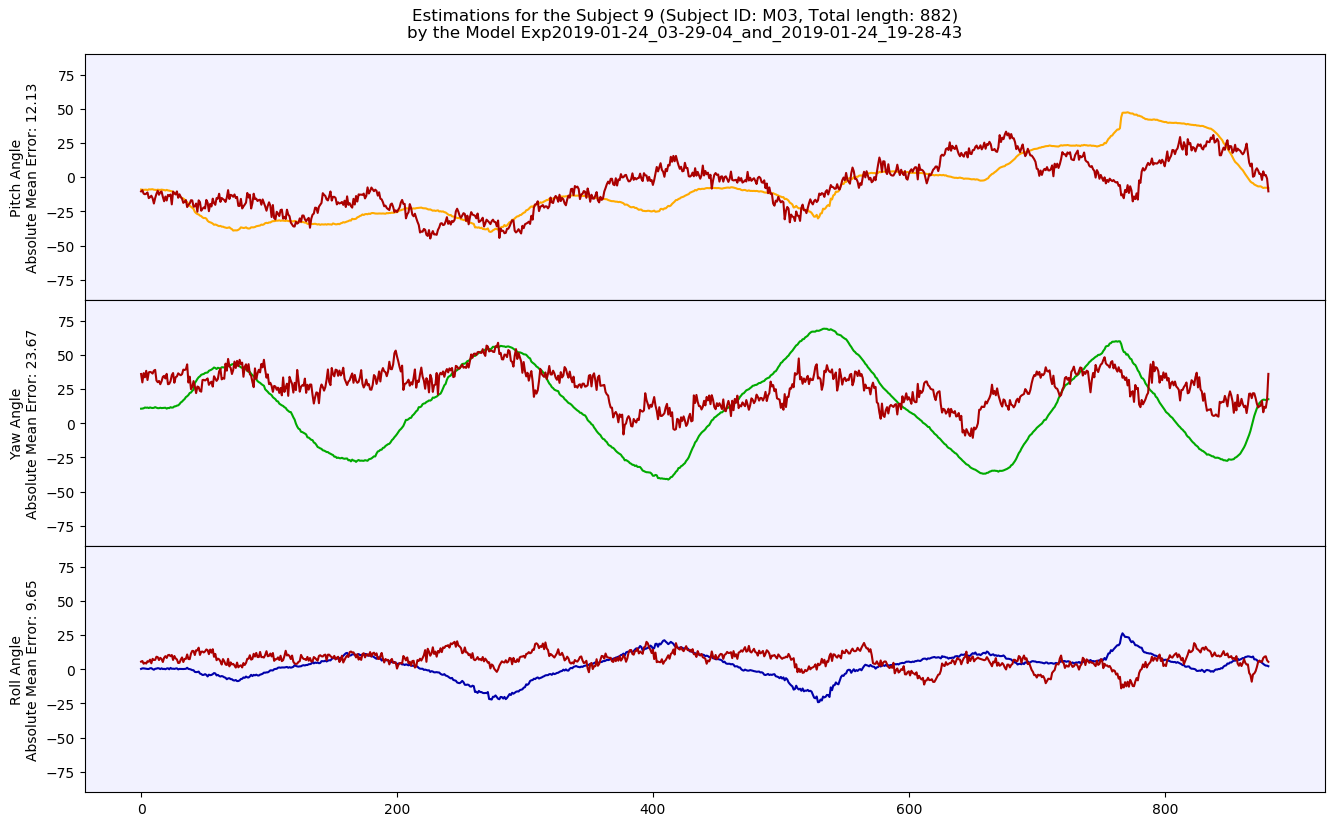 Estimations for the Subject 9 (Subject ID: M03, Total length: 882)
by the Model Exp2019-01-24_03-29-04_and_2019-01-24_19-28-43
Pitch Angle
Absolute Mean Error: 12.13
75
50
25
0
−25
−50
−75
Yaw Angle
Absolute Mean Error: 23.67
75
50
25
0
−25
−50
−75
Roll Angle
Absolute Mean Error: 9.65
75
50
25
0
−25
−50
−75
0 200 400 600 800